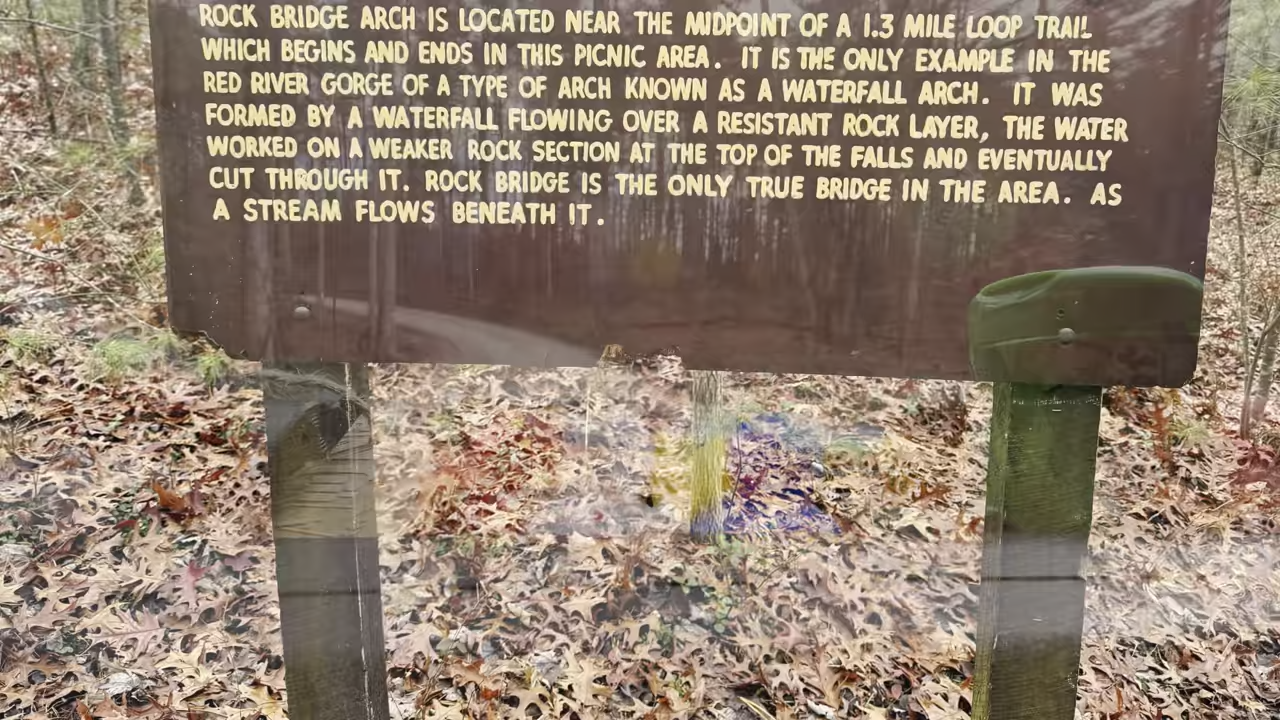 ROCK BRIDGE ARCH IS LOCATED NEAR THE MIDPOINT OF A 1.3 MILE LOOP TRAIL
WHICH BEGINS AND ENDS IN THIS PICNIC AREA. IT IS THE ONLY EXAMPLE IN THE
RED RIVER GORGE OF A TYPE OF ARCH KNOWN AS A WATERFALL ARCH. IT WAS
FORMED BY A WATERFALL FLOWING OVER A RESISTANT ROCK LAYER, THE WATER
WORKED ON A WEAKER ROCK SECTION AT THE TOP OF THE FALLS AND EVENTUALLY
CUT THROUGH IT. ROCK BRIDGE IS THE ONLY TRUE BRIDGE IN THE AREA. AS
A STREAM FLOWS BENEATH IT.